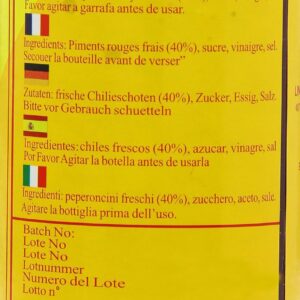 Favor agitar a garrafa antes de usar.
Ingredients: Piments rouges frais (40%), sucre, vinaigre, sel.
Secouer la bouteille avant de verser"
Zutaten: frische Chilieschoten (40%), Zucker, Essig, Salz.
Bitte vor Gebrauch schuetteln
Ingredientes: chiles frescos (40%), azucar, vinagre, sal
Por Favor Agitar la botella antes de usarla
Ingredienti: peperoncini freschi (40%), zucchero, aceto, sale.
Agitare la bottiglia prima dell'uso.
Batch No:
Lote No
Lote No
Lotnummer
Numero del Lote
Lotto n°